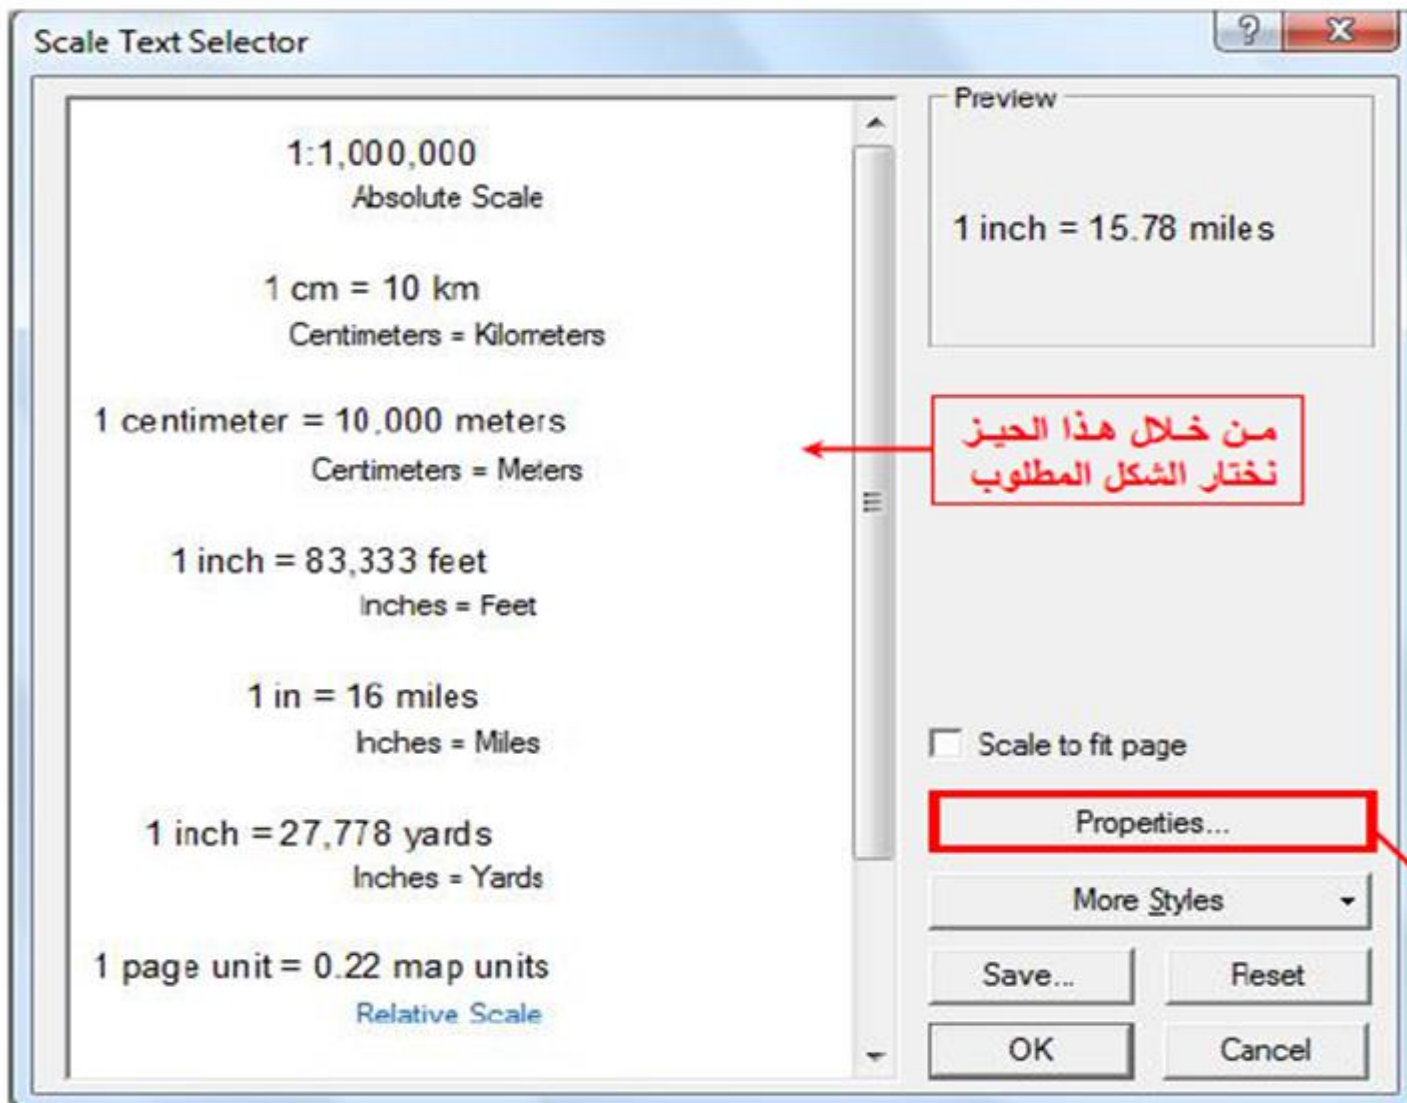 Scale Text Selector
1:1,000,000
Absolute Scale
1 cm = 10 km
Centimeters = Kilometers
1 centimeter = 10,000 meters
Centimeters = Meters
1 inch = 83,333 feet
Inches = Feet
1 in = 16 miles
Inches = Miles
1 inch = 27,778 yards
Inches = Yards
1 page unit = 0.22 map units
Relative Scale
Preview
1 inch = 15.78 miles
من خلال هذا الحيز
نختار الشكل المطلوب
Scale to fit page
Properties...
More Styles
Save...
Reset
OK
Cancel